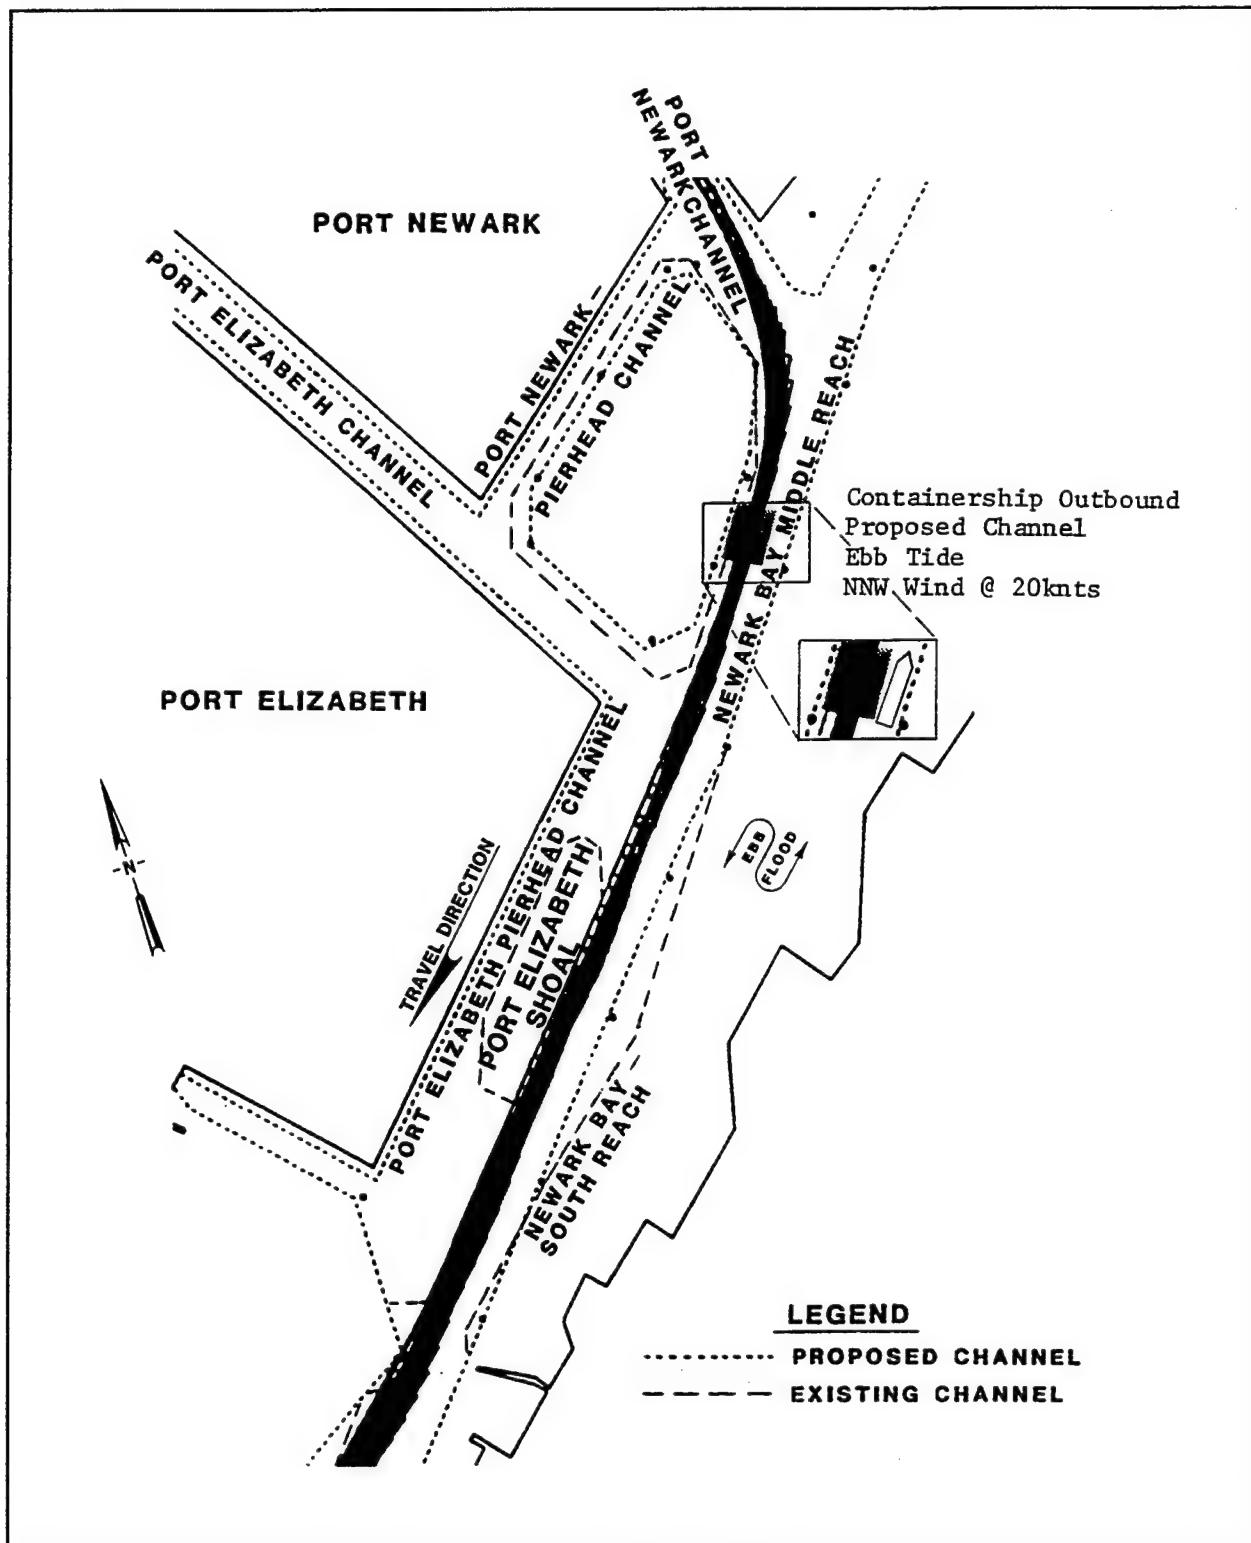 PORT
NEWARK CHANNEL
PORT NEWARK
PORT ELIZABETH CHANNEL
PORT NEWARK
PIERHEAD CHANNEL
NEWARK BAY MIDDLE REACH
Containership Outbound
Proposed Channel
Ebb Tide
NNW Wind @ 20knts
PORT ELIZABETH
N
TRAVEL DIRECTION
PORT ELIZABETH PIERHEAD CHANNEL
PORT ELIZABETH
SHOAL
EBB
FLOOD
NEWARK BAY
SOUTH REACH
LEGEND
PROPOSED CHANNEL
EXISTING CHANNEL